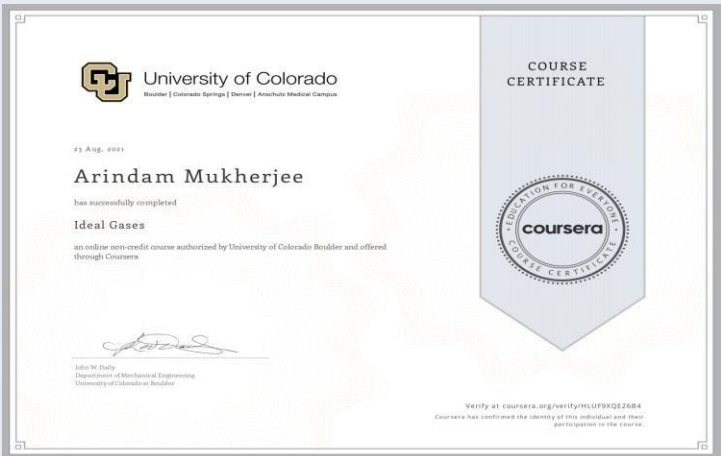 CU
University of Colorado
Boulder | Colorado Springs | Denver | Anschutz Medical Campus
23 Aug, 2021
Arindam Mukherjee
has successfully completed
Ideal Gases
an online non-credit course authorized by University of Colorado Boulder and offered
through Coursera
John W. Daily
Department of Mechanical Engineering
University of Colorado at Boulder
COURSE
CERTIFICATE
EDUCATION FOR EVERYONE
coursera
COURSE CERTIFICATE
Verify at coursera.org/verify/HLUF9XQE26B4
Coursera has confirmed the identity of this individual and their
participation in the course.